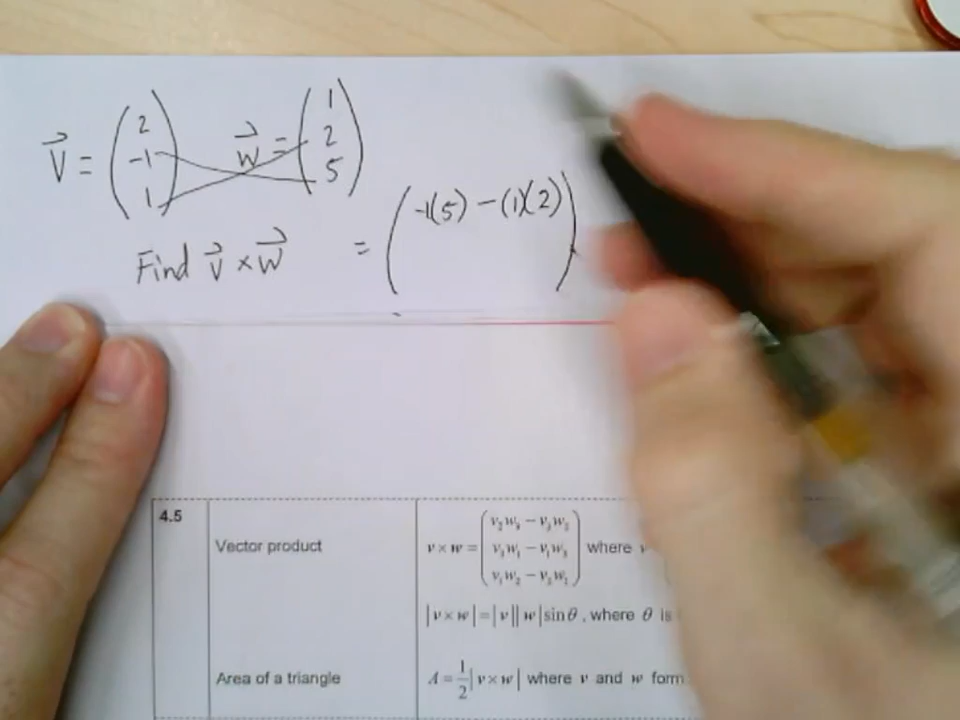 V = (2 -1 1) w = (1 2 5)
Find v × w = (-1(5) - (1)(2))
4.5
Vector product
v × w = (v₂w₃ − v₃w₂ v₃w₁ − v₁w₃ v₁w₂ − v₂w₁) where
|v × w| = |v||w| sin θ, where θ is
Area of a triangle
A = 1/2 |v × w| where v and w form